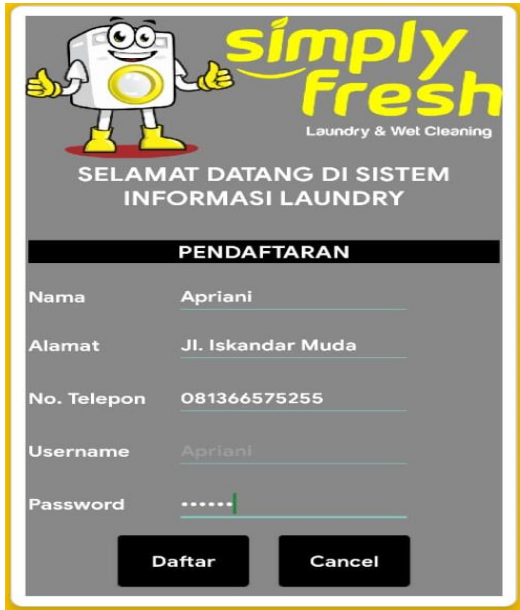 simply
fresh
Laundry & Wet Cleaning
SELAMAT DATANG DI SISTEM
INFORMASI LAUNDRY
PENDAFTARAN
Nama Apriani
Alamat Jl. Iskandar Muda
No. Telepon 081366575255
Username Apriani
Password ••••••
Daftar Cancel